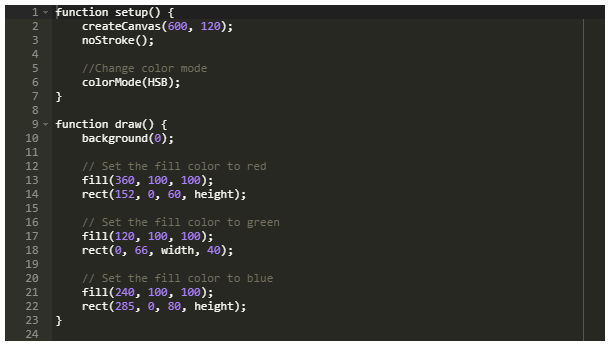 1 function setup() {
2 createCanvas(600, 120);
3 noStroke();
4
5 //Change color mode
6 colorMode(HSB);
7 }
8
9 function draw() {
10 background(0);
11
12 // Set the fill color to red
13 fill(360, 100, 100);
14 rect(152, 0, 60, height);
15
16 // Set the fill color to green
17 fill(120, 100, 100);
18 rect(0, 66, width, 40);
19
20 // Set the fill color to blue
21 fill(240, 100, 100);
22 rect(285, 0, 80, height);
23 }
24